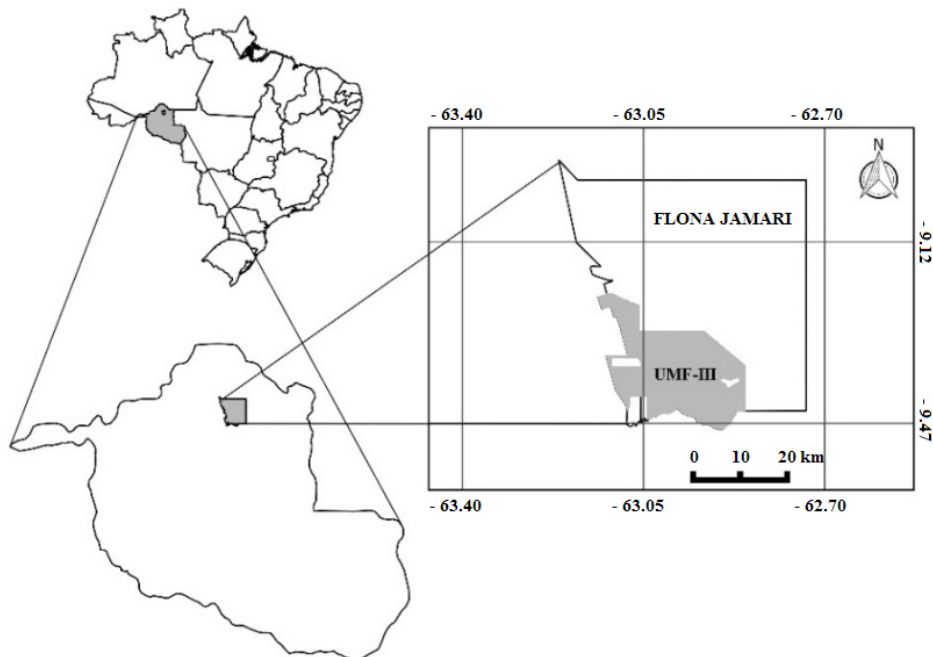 - 63.40
- 63.05
- 62.70
N
FLONA JAMARI
- 9.12
UMF-III
- 9.47
0 10 20 km
- 63.40
- 63.05
- 62.70